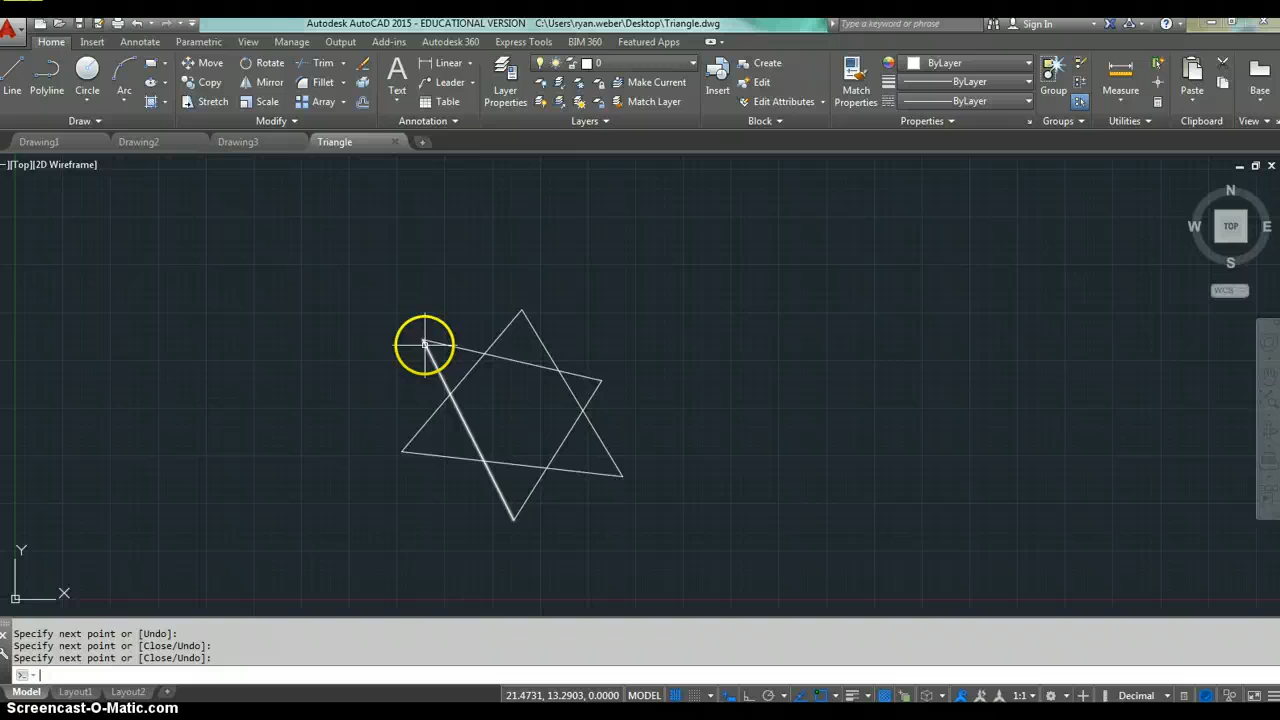 Autodesk AutoCAD 2015 - EDUCATIONAL VERSION C:\Users\ryan.weber\Desktop\Triangle.dwg
Type a keyword or phrase
Sign In
Home Insert Annotate Parametric View Manage Output Add-ins Autodesk 360 Express Tools BIM 360 Featured Apps
Line
Polyline
Circle
Arc
Draw
Move
Rotate
Trim
Copy
Mirror
Fillet
Stretch
Scale
Array
Modify
Text
Linear
Leader
Table
Annotation
Layer
Properties
0
Make Current
Match Layer
Layers
Insert
Create
Edit
Edit Attributes
Block
Match
Properties
ByLayer
ByLayer
ByLayer
Properties
Group
Groups
Measure
Utilities
Paste
Clipboard
Base
View
Drawing1 Drawing2 Drawing3 Triangle
][Top][2D Wireframe]
N
W TOP E
S
WCS
Y
X
Specify next point or [Undo]:
Specify next point or [Close/Undo]:
Specify next point or [Close/Undo]:
Model Layout1 Layout2 +
21.4731, 13.2903, 0.0000 MODEL
1:1
Decimal
Screencast-O-Matic.com